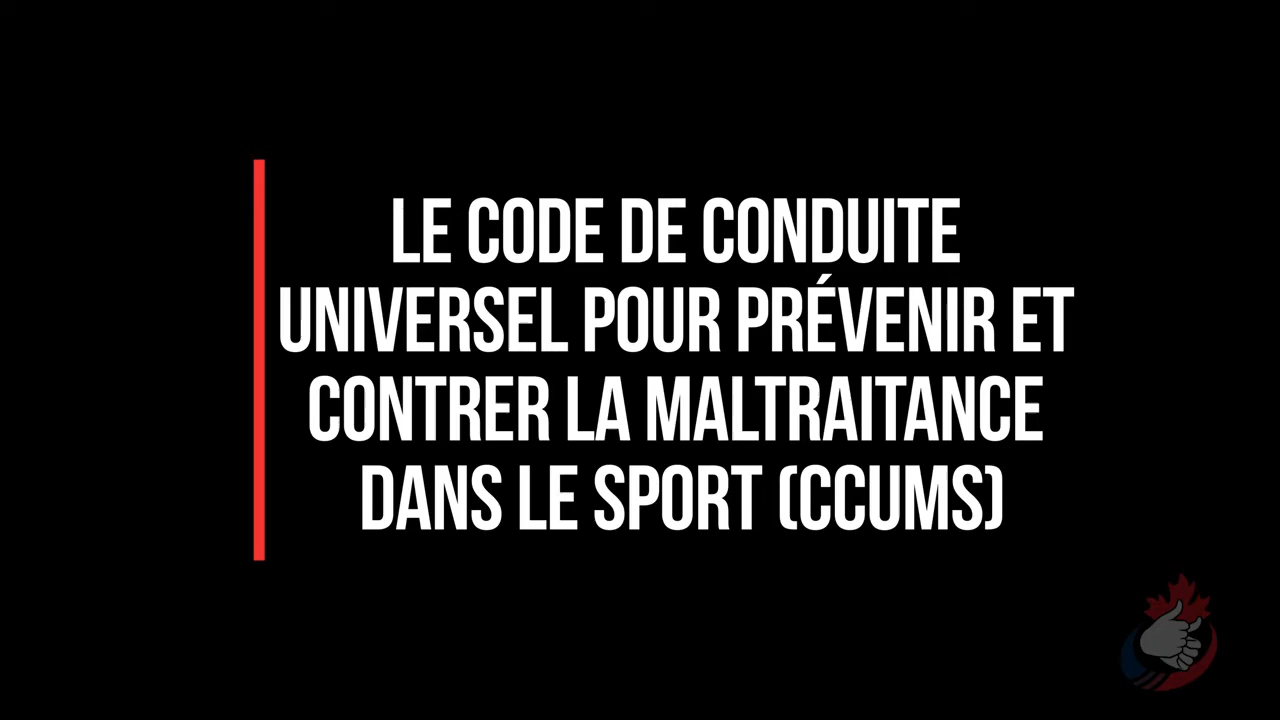 LE CODE DE CONDUITE
UNIVERSEL POUR PRÉVENIR ET
CONTRER LA MALTRAITANCE
DANS LE SPORT (CCUMS)